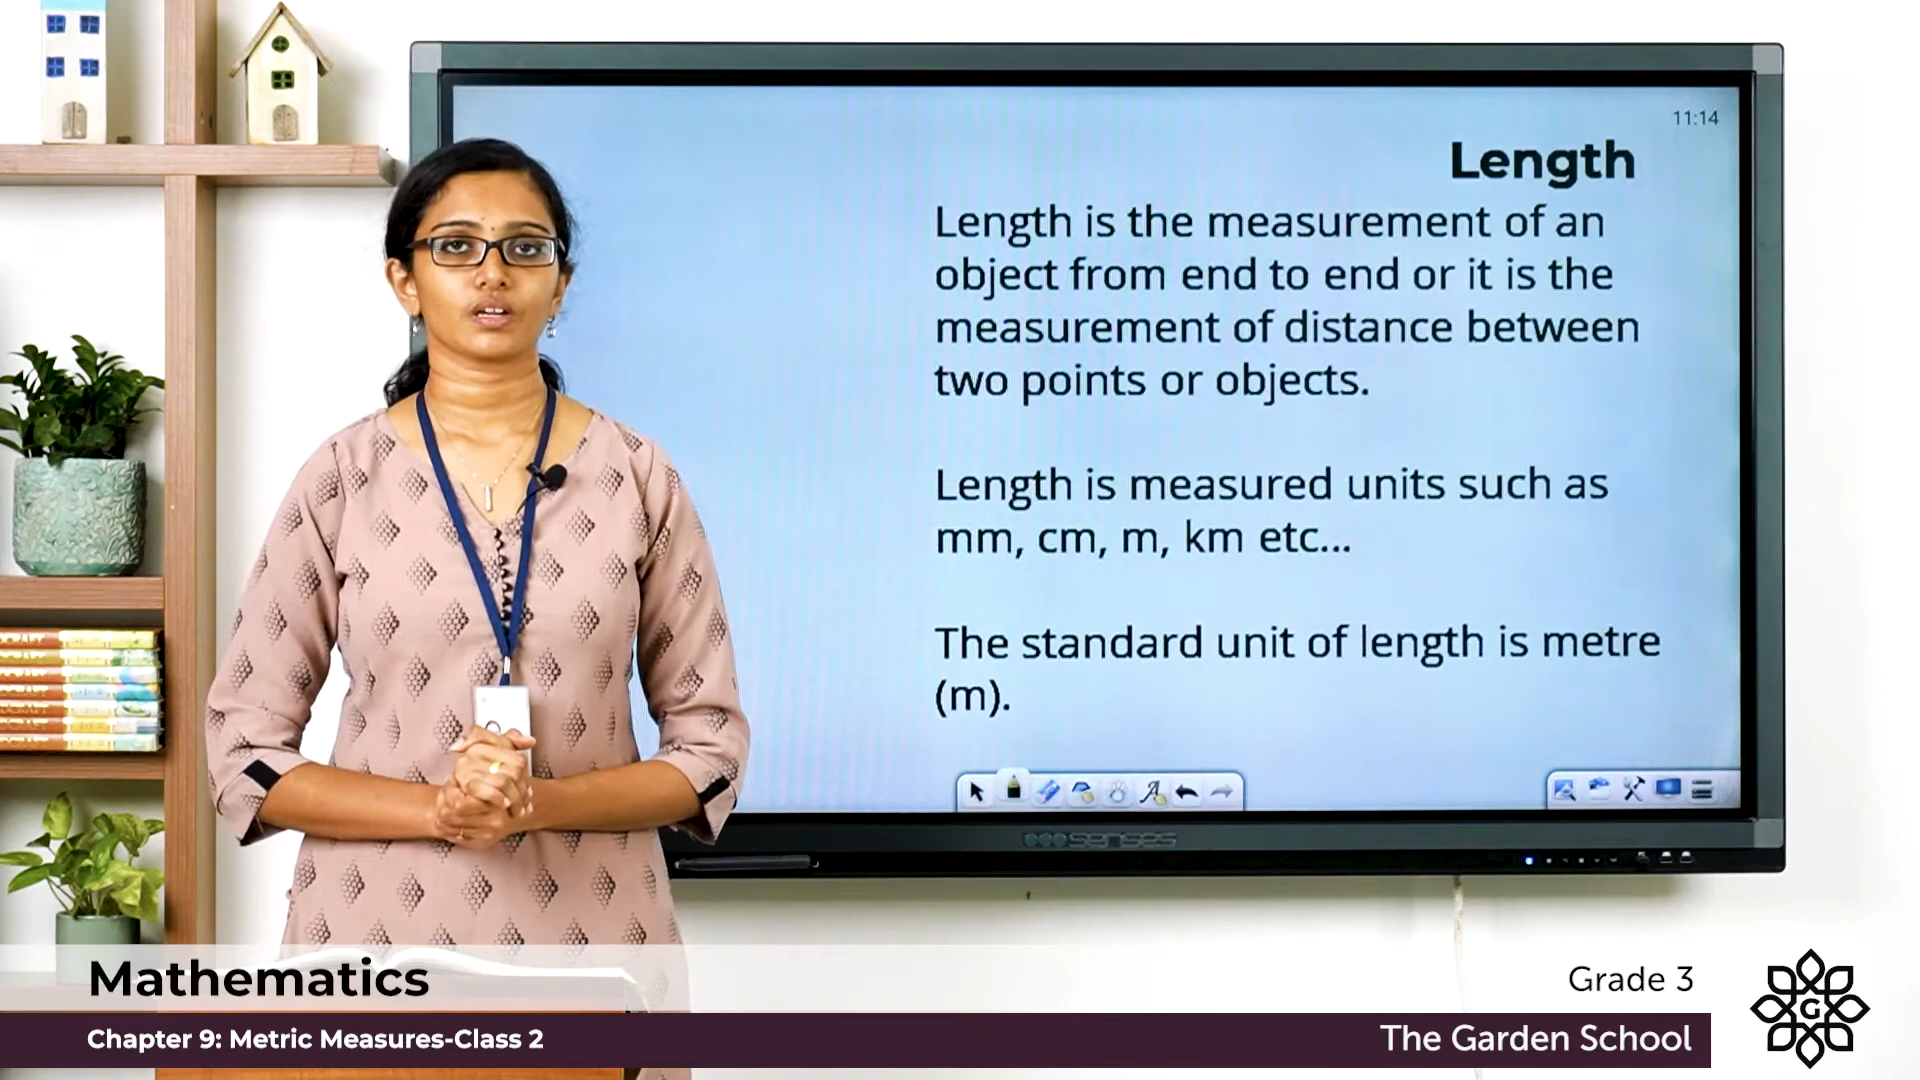 11:14
Length
Length is the measurement of an
object from end to end or it is the
measurement of distance between
two points or objects.
Length is measured units such as
mm, cm, m, km etc...
The standard unit of length is metre
(m).
senses
Mathematics
Grade 3
Chapter 9: Metric Measures-Class 2
The Garden School
G